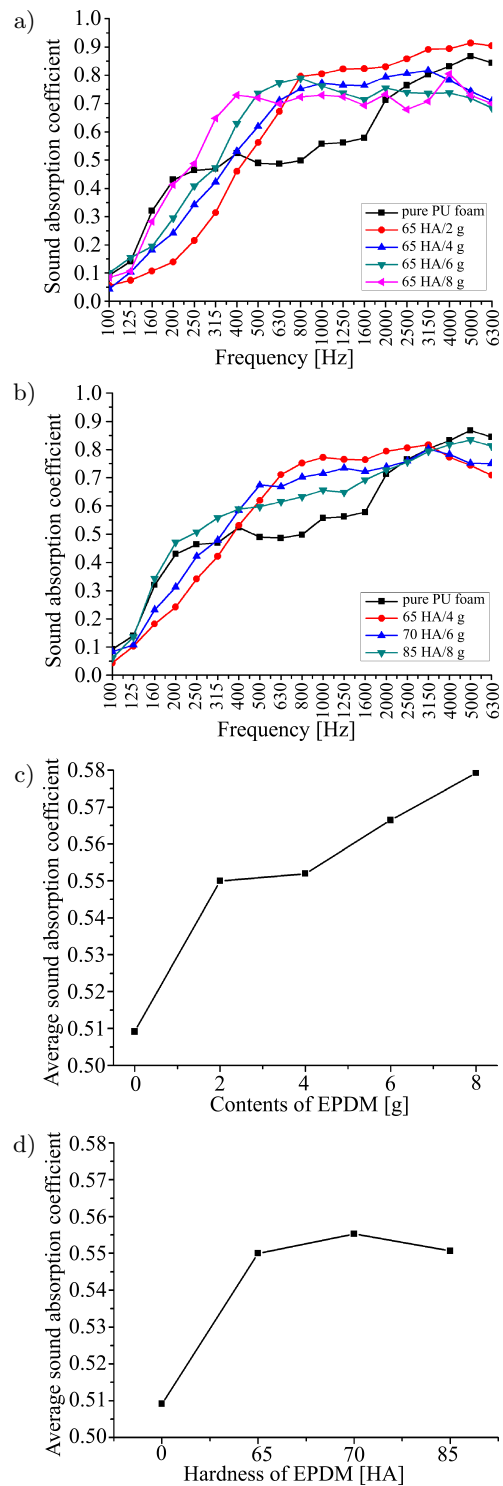 a)
Sound absorption coefficient
1.0
0.9
0.8
0.7
0.6
0.5
0.4
0.3
0.2
0.1
0.0
pure PU foam
65 HA/2 g
65 HA/4 g
65 HA/6 g
65 HA/8 g
100 125 160 200 250 315 400 500 630 800 1000 1250 1600 2000 2500 3150 4000 5000 6300
Frequency [Hz]
b)
Sound absorption coefficient
1.0
0.9
0.8
0.7
0.6
0.5
0.4
0.3
0.2
0.1
0.0
pure PU foam
65 HA/4 g
70 HA/6 g
85 HA/8 g
100 125 160 200 250 315 400 500 630 800 1000 1250 1600 2000 2500 3150 4000 5000 6300
Frequency [Hz]
c)
Average sound absorption coefficient
0.58
0.57
0.56
0.55
0.54
0.53
0.52
0.51
0.50
0 2 4 6 8
Contents of EPDM [g]
d)
Average sound absorption coefficient
0.58
0.57
0.56
0.55
0.54
0.53
0.52
0.51
0.50
0 65 70 85
Hardness of EPDM [HA]